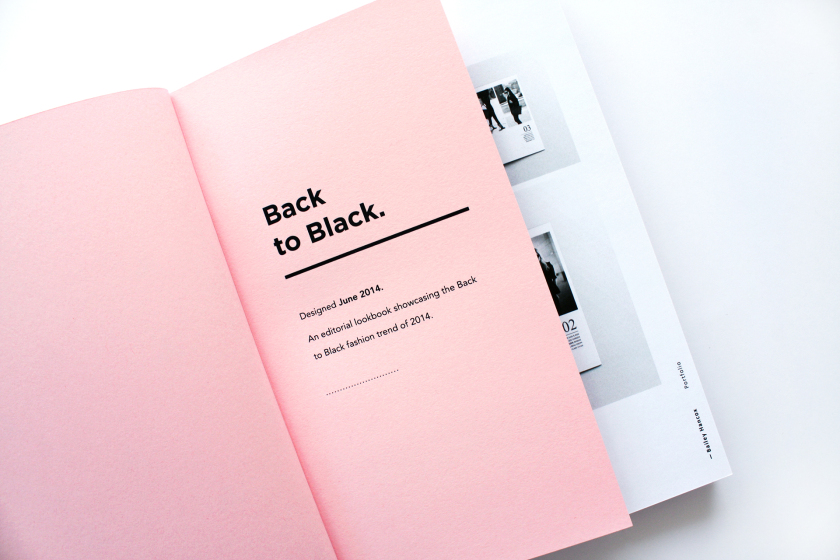 Back
to Black.
Designed June 2014.
An editorial lookbook showcasing the Back
to Black fashion trend of 2014.
03
02
Portfolio
— Bailey Hancox